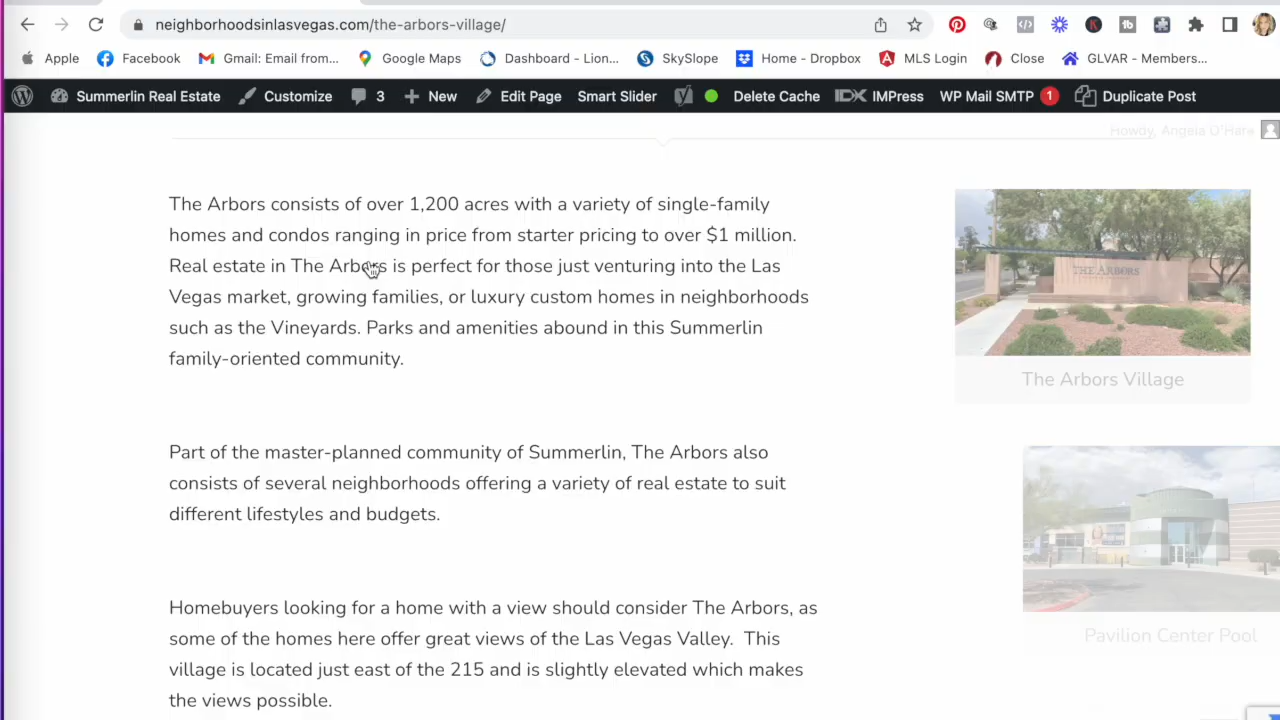 neighborhoodsinlasvegas.com/the-arbors-village/
Apple Facebook Gmail: Email from... Google Maps Dashboard - Lion... SkySlope Home - Dropbox MLS Login Close GLVAR - Members...
Summerlin Real Estate Customize 3 New Edit Page Smart Slider Delete Cache IDX IMPress WP Mail SMTP 1 Duplicate Post
Howdy, Angela O'Hare
The Arbors consists of over 1,200 acres with a variety of single-family
homes and condos ranging in price from starter pricing to over $1 million.
Real estate in The Arbors is perfect for those just venturing into the Las
Vegas market, growing families, or luxury custom homes in neighborhoods
such as the Vineyards. Parks and amenities abound in this Summerlin
family-oriented community.
THE ARBORS
The Arbors Village
Part of the master-planned community of Summerlin, The Arbors also
consists of several neighborhoods offering a variety of real estate to suit
different lifestyles and budgets.
Homebuyers looking for a home with a view should consider The Arbors, as
some of the homes here offer great views of the Las Vegas Valley. This
village is located just east of the 215 and is slightly elevated which makes
the views possible.
Pavilion Center Pool